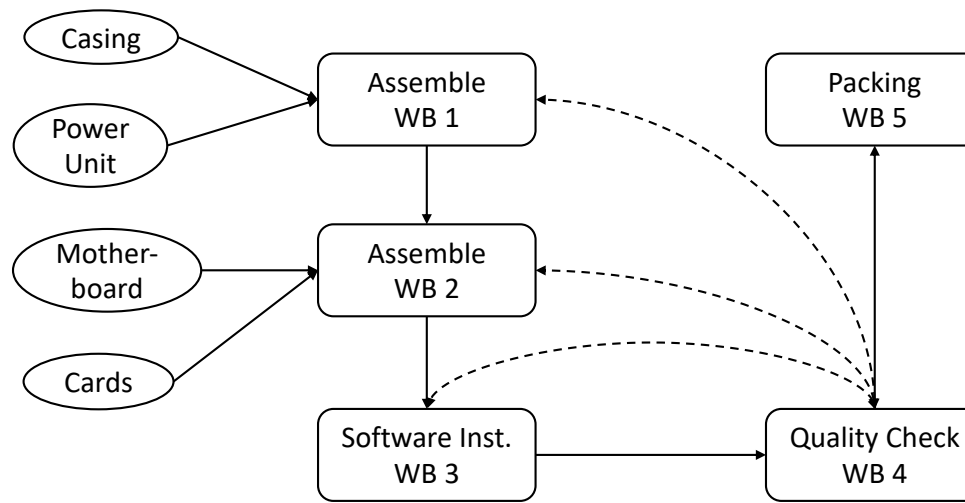 Casing
Power
Unit
Mother-
board
Cards
Assemble
WB 1
Assemble
WB 2
Software Inst.
WB 3
Quality Check
WB 4
Packing
WB 5